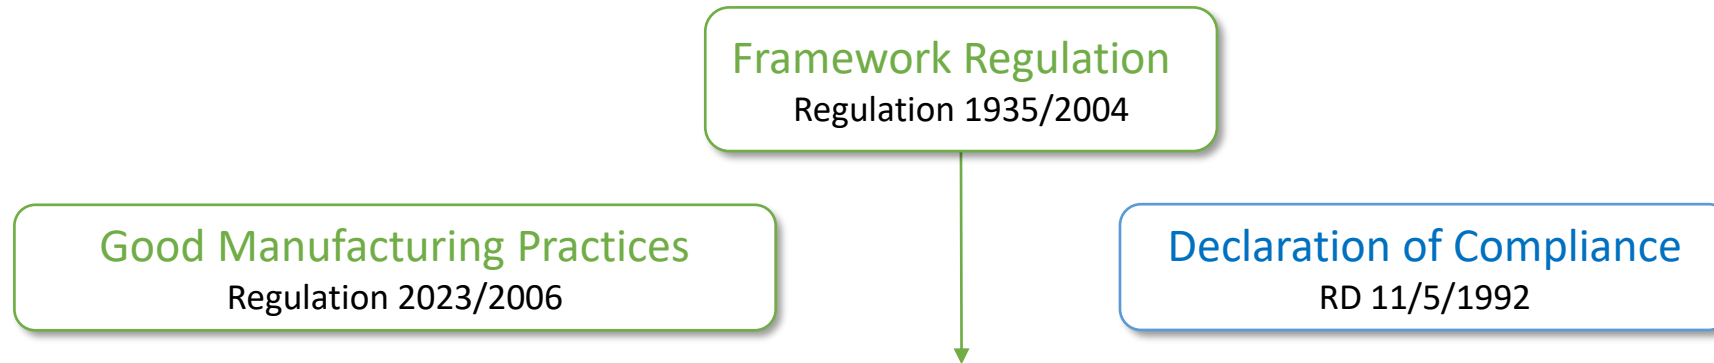 Framework Regulation
Regulation 1935/2004
Good Manufacturing Practices
Regulation 2023/2006
Declaration of Compliance
RD 11/5/1992